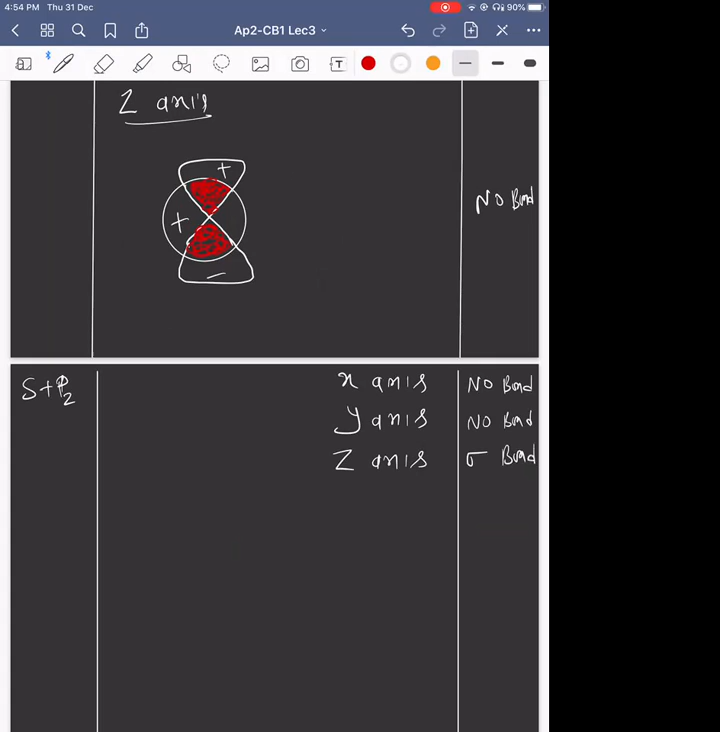 4:54 PM Thu 31 Dec
90%
Ap2-CB1 Lec3
T
Z axis
+
+
No Bond
−
S+Pz
x axis No Bond
y axis No Bond
Z axis σ Bond